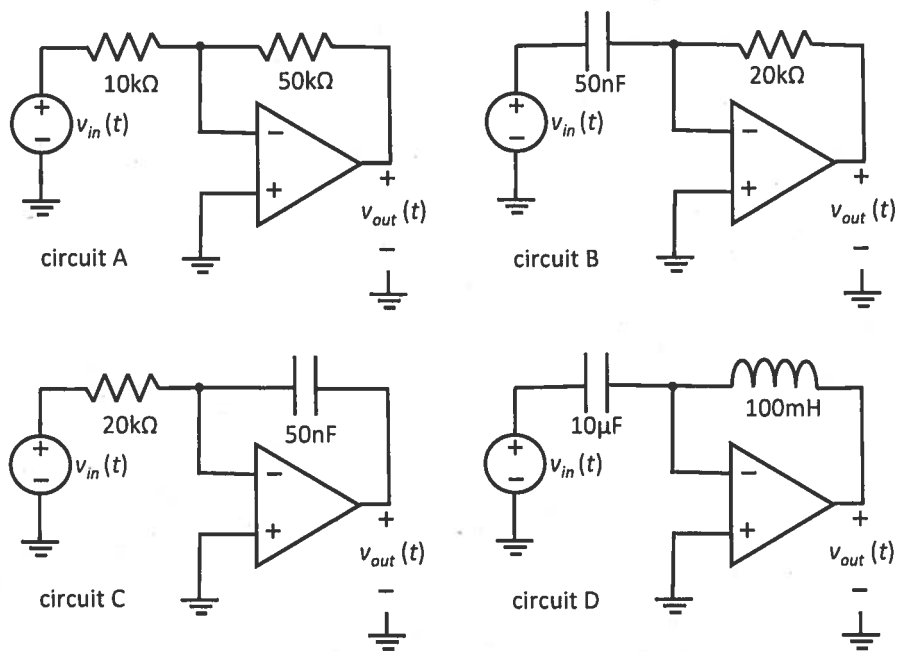 10kΩ
50kΩ
+
−
v_in (t)
−
+
+
v_out (t)
−
circuit A
50nF
20kΩ
+
−
v_in (t)
−
+
+
v_out (t)
−
circuit B
20kΩ
50nF
+
−
v_in (t)
−
+
+
v_out (t)
−
circuit C
10μF
100mH
+
−
v_in (t)
−
+
+
v_out (t)
−
circuit D